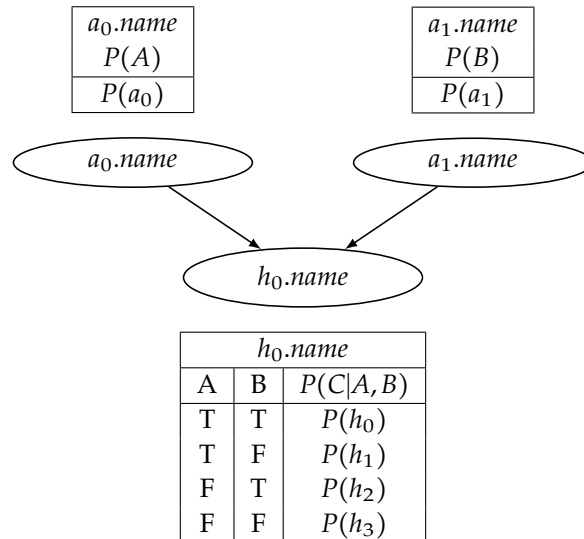 a₀.name a₁.name
P(A) P(B)
P(a₀) P(a₁)
a₀.name a₁.name
h₀.name
h₀.name
A B P(C|A, B)
T T P(h₀)
T F P(h₁)
F T P(h₂)
F F P(h₃)